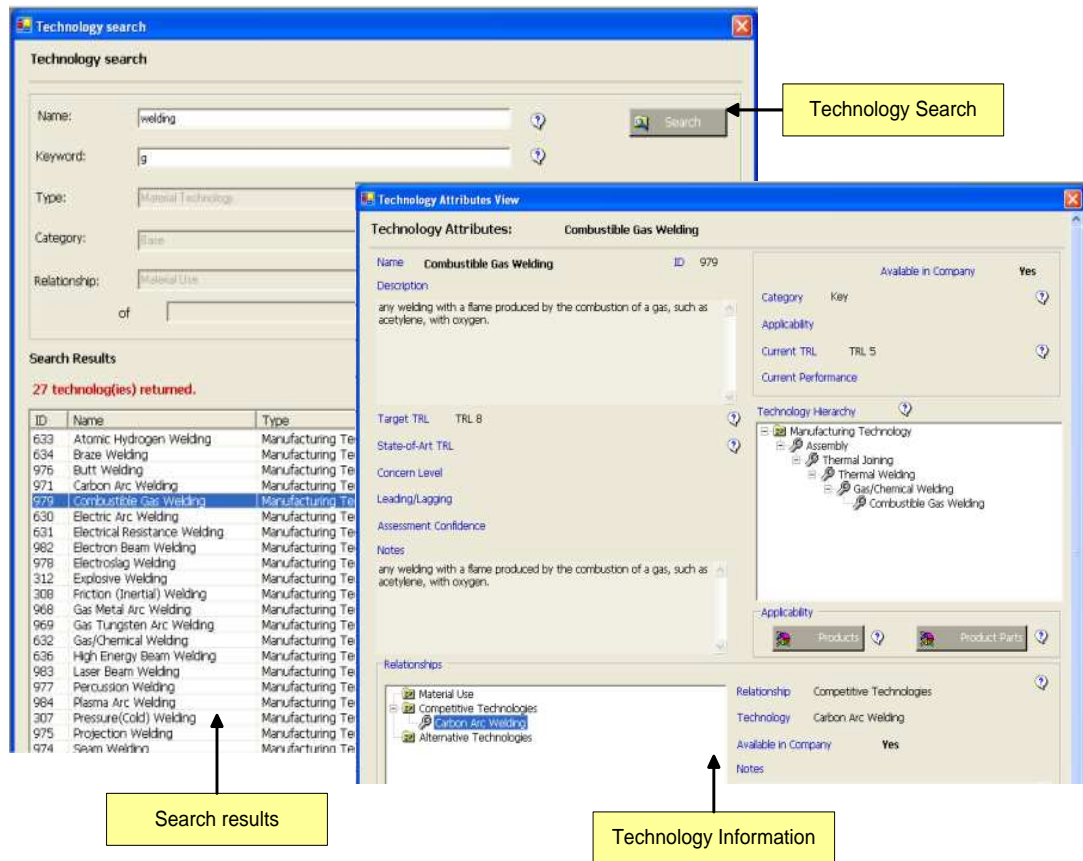 Technology search
Technology search
Name: welding
Search
Keyword: g
Type: Material Technology
Category: Base
Relationship: Material Use
of
Search Results
27 technolog(ies) returned.
ID Name Type
633 Atomic Hydrogen Welding Manufacturing Te
634 Braze Welding Manufacturing Te
976 Butt Welding Manufacturing Te
971 Carbon Arc Welding Manufacturing Te
979 Combustible Gas Welding Manufacturing Te
630 Electric Arc Welding Manufacturing Te
631 Electrical Resistance Welding Manufacturing Te
982 Electron Beam Welding Manufacturing Te
978 Electroslag Welding Manufacturing Te
312 Explosive Welding Manufacturing Te
308 Friction (Inertial) Welding Manufacturing Te
968 Gas Metal Arc Welding Manufacturing Te
969 Gas Tungsten Arc Welding Manufacturing Te
632 Gas/Chemical Welding Manufacturing Te
636 High Energy Beam Welding Manufacturing Te
983 Laser Beam Welding Manufacturing Te
977 Percussion Welding Manufacturing Te
984 Plasma Arc Welding Manufacturing Te
307 Pressure(Cold) Welding Manufacturing Te
975 Projection Welding Manufacturing Te
974 Seam Welding Manufacturing Te
Technology Attributes View
Technology Attributes: Combustible Gas Welding
Name Combustible Gas Welding ID 979
Description
any welding with a flame produced by the combustion of a gas, such as
acetylene, with oxygen.
Target TRL TRL 8
State-of-Art TRL
Concern Level
Leading/Lagging
Assessment Confidence
Notes
any welding with a flame produced by the combustion of a gas, such as
acetylene, with oxygen.
Available in Company Yes
Category Key
Applicability
Current TRL TRL 5
Current Performance
Technology Hierarchy
Manufacturing Technology
Assembly
Thermal Joining
Thermal Welding
Gas/Chemical Welding
Combustible Gas Welding
Applicability
Products Product Parts
Relationships
Material Use
Competitive Technologies
Carbon Arc Welding
Alternative Technologies
Relationship Competitive Technologies
Technology Carbon Arc Welding
Available in Company Yes
Notes
Technology Search
Search results
Technology Information